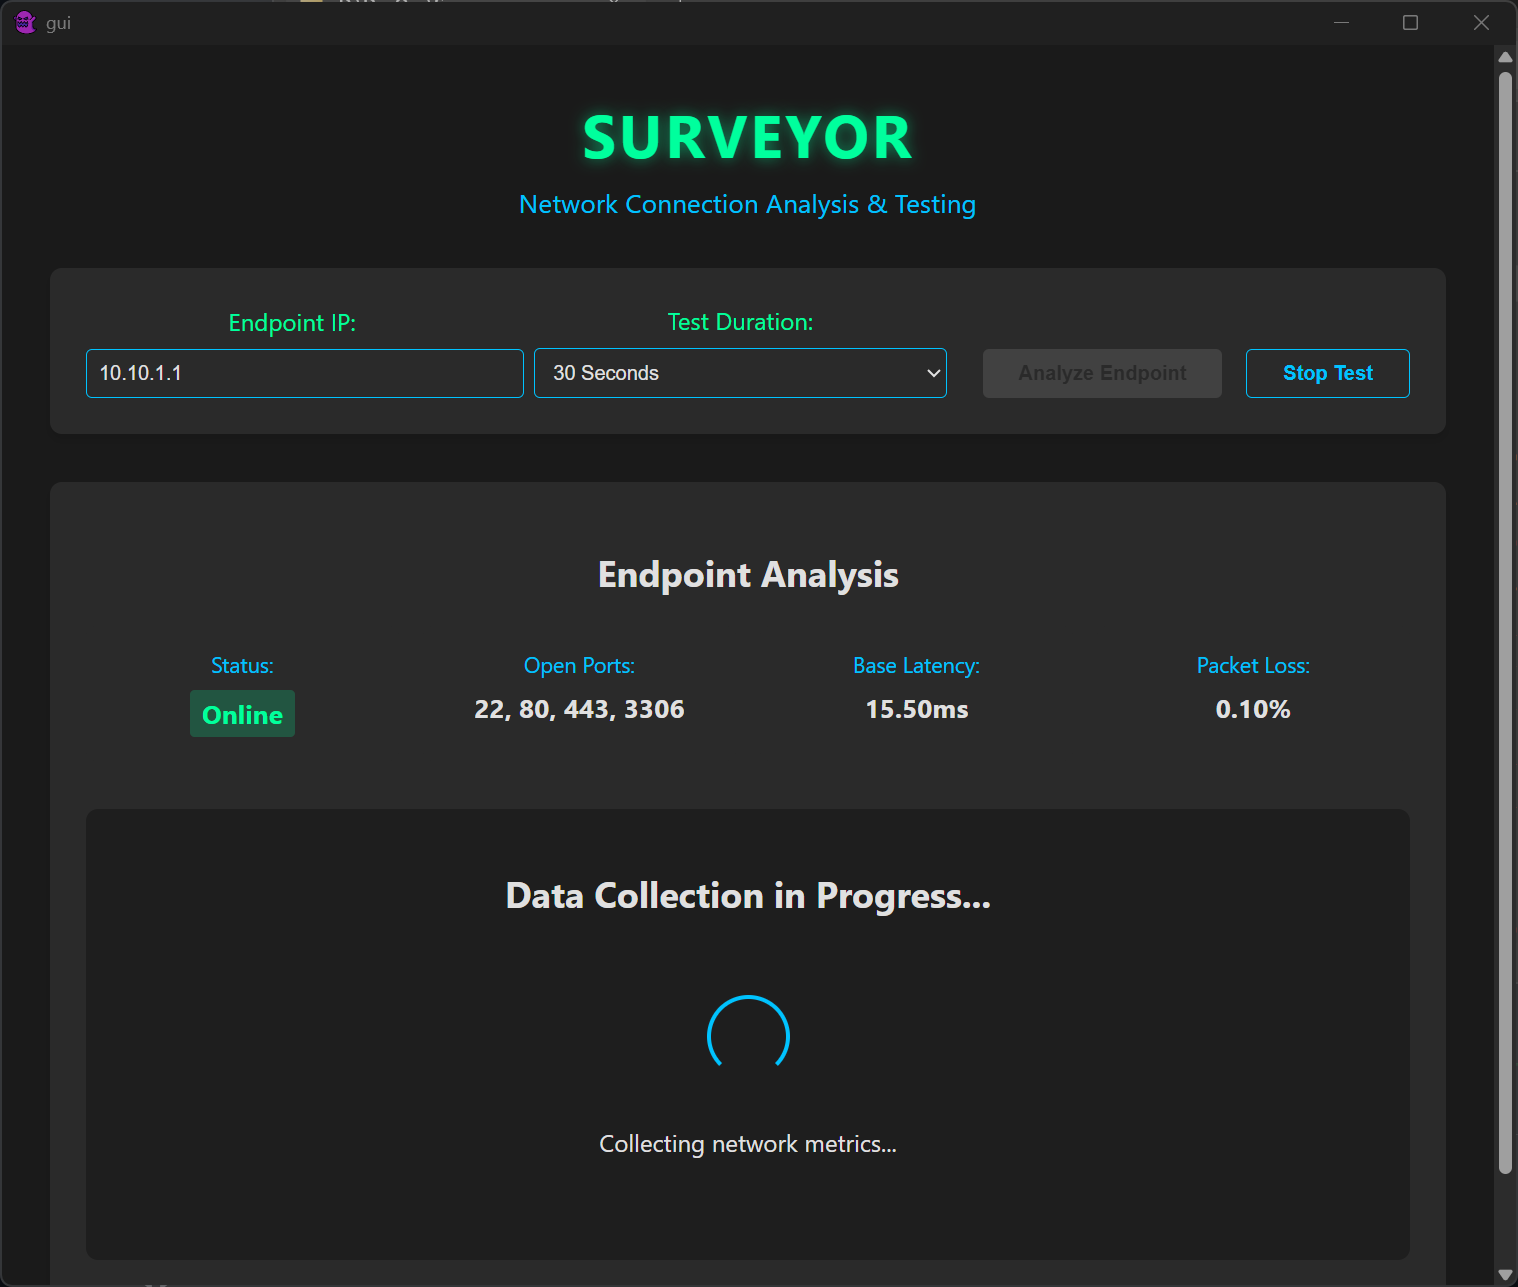 gui
SURVEYOR
Network Connection Analysis & Testing
Endpoint IP:
Test Duration:
10.10.1.1
30 Seconds
Analyze Endpoint
Stop Test
Endpoint Analysis
Status:
Open Ports:
Base Latency:
Packet Loss:
Online
22, 80, 443, 3306
15.50ms
0.10%
Data Collection in Progress...
Collecting network metrics...